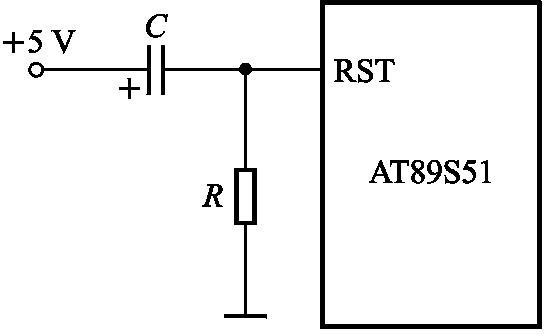 C
+5 V
+
RST
AT89S51
R